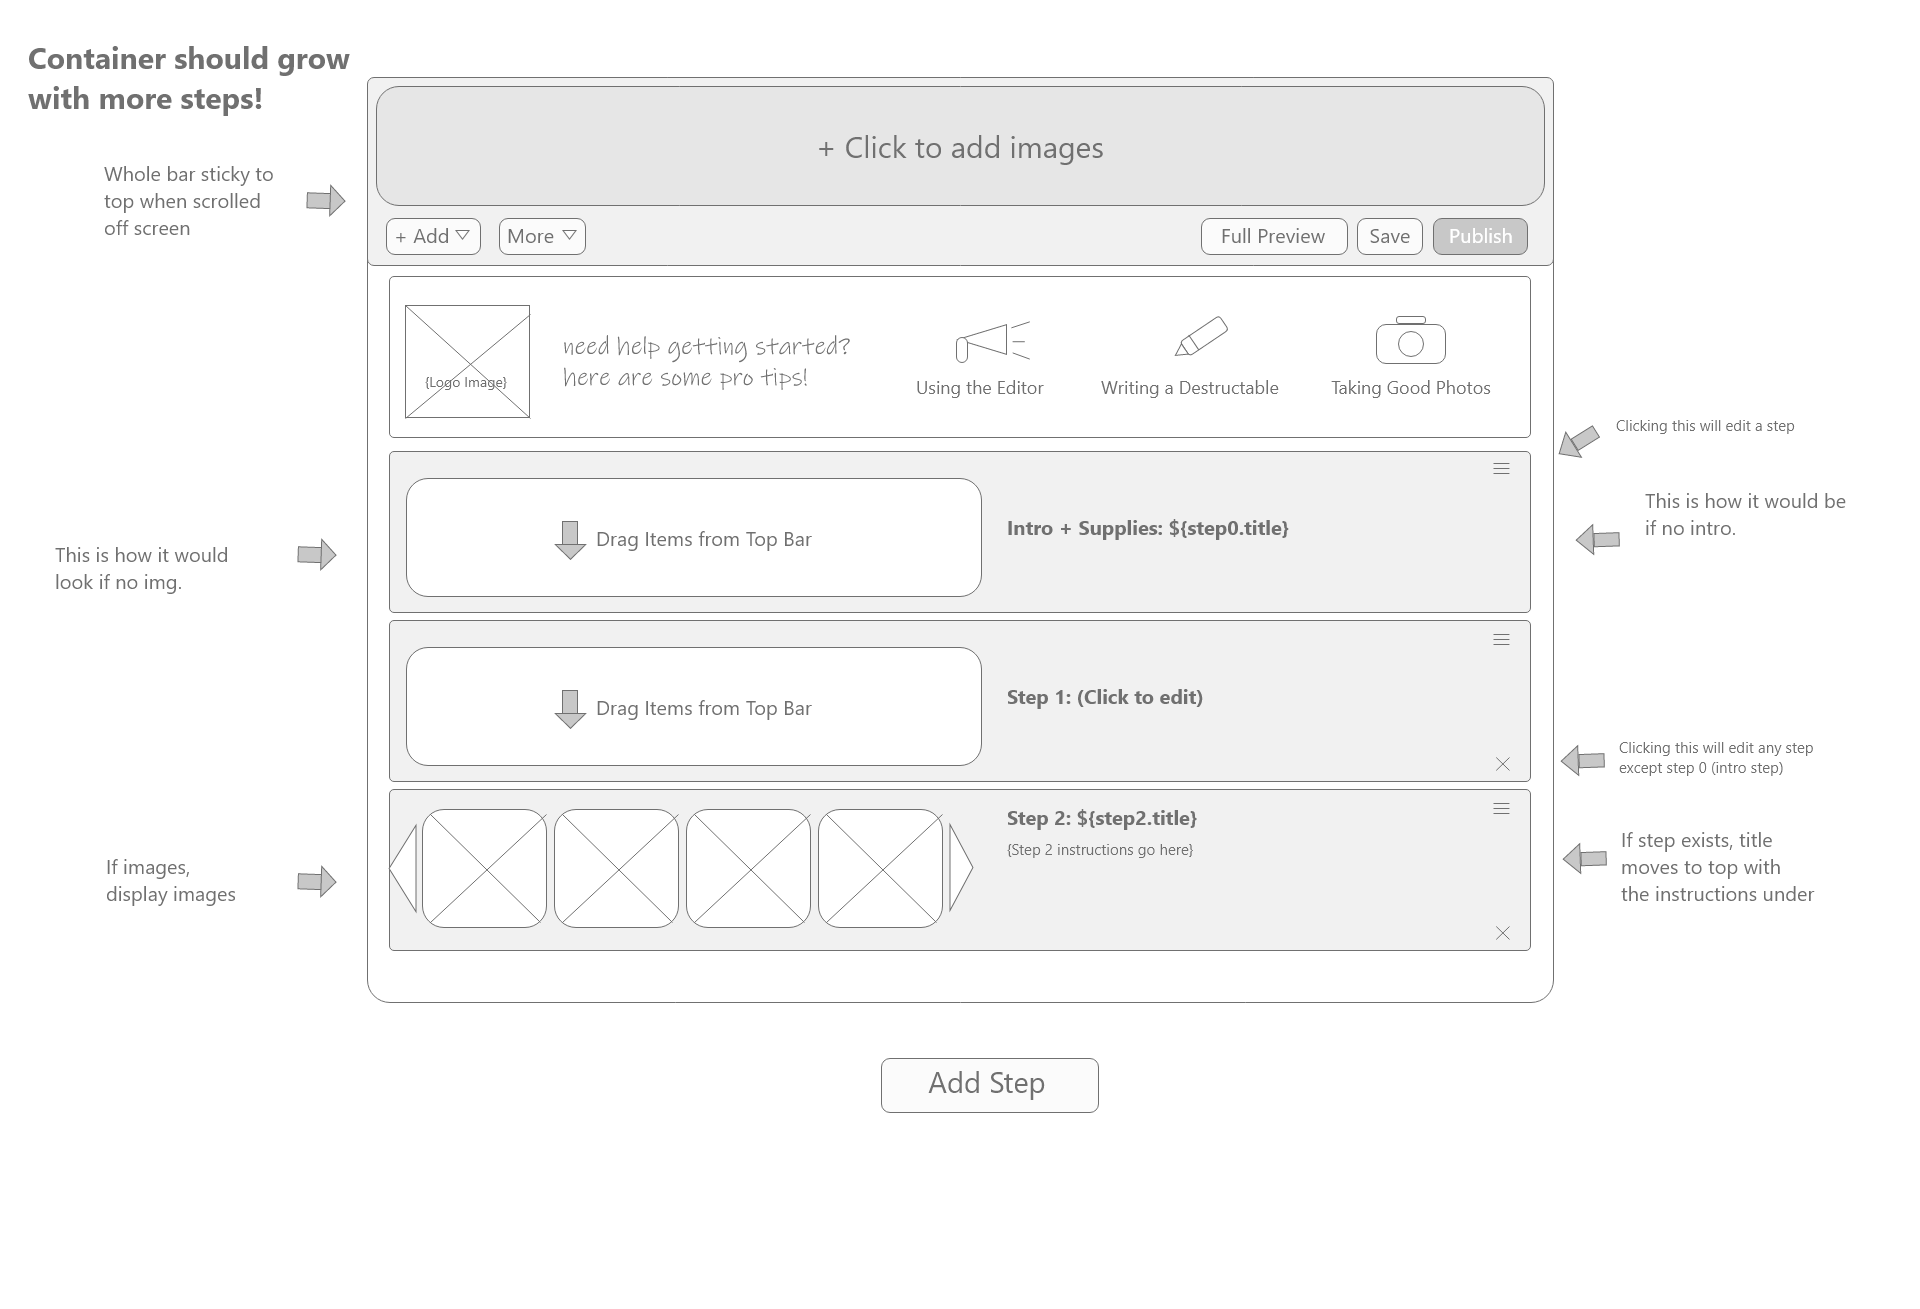 Container should grow
with more steps!
Whole bar sticky to
top when scrolled
off screen
+ Click to add images
+ Add
More
Full Preview
Save
Publish
{Logo Image}
need help getting started?
here are some pro tips!
Using the Editor
Writing a Destructable
Taking Good Photos
Clicking this will edit a step
This is how it would be
if no intro.
This is how it would
look if no img.
Drag Items from Top Bar
Intro + Supplies: ${step0.title}
Drag Items from Top Bar
Step 1: (Click to edit)
Clicking this will edit any step
except step 0 (intro step)
If images,
display images
Step 2: ${step2.title}
{Step 2 instructions go here}
If step exists, title
moves to top with
the instructions under
Add Step